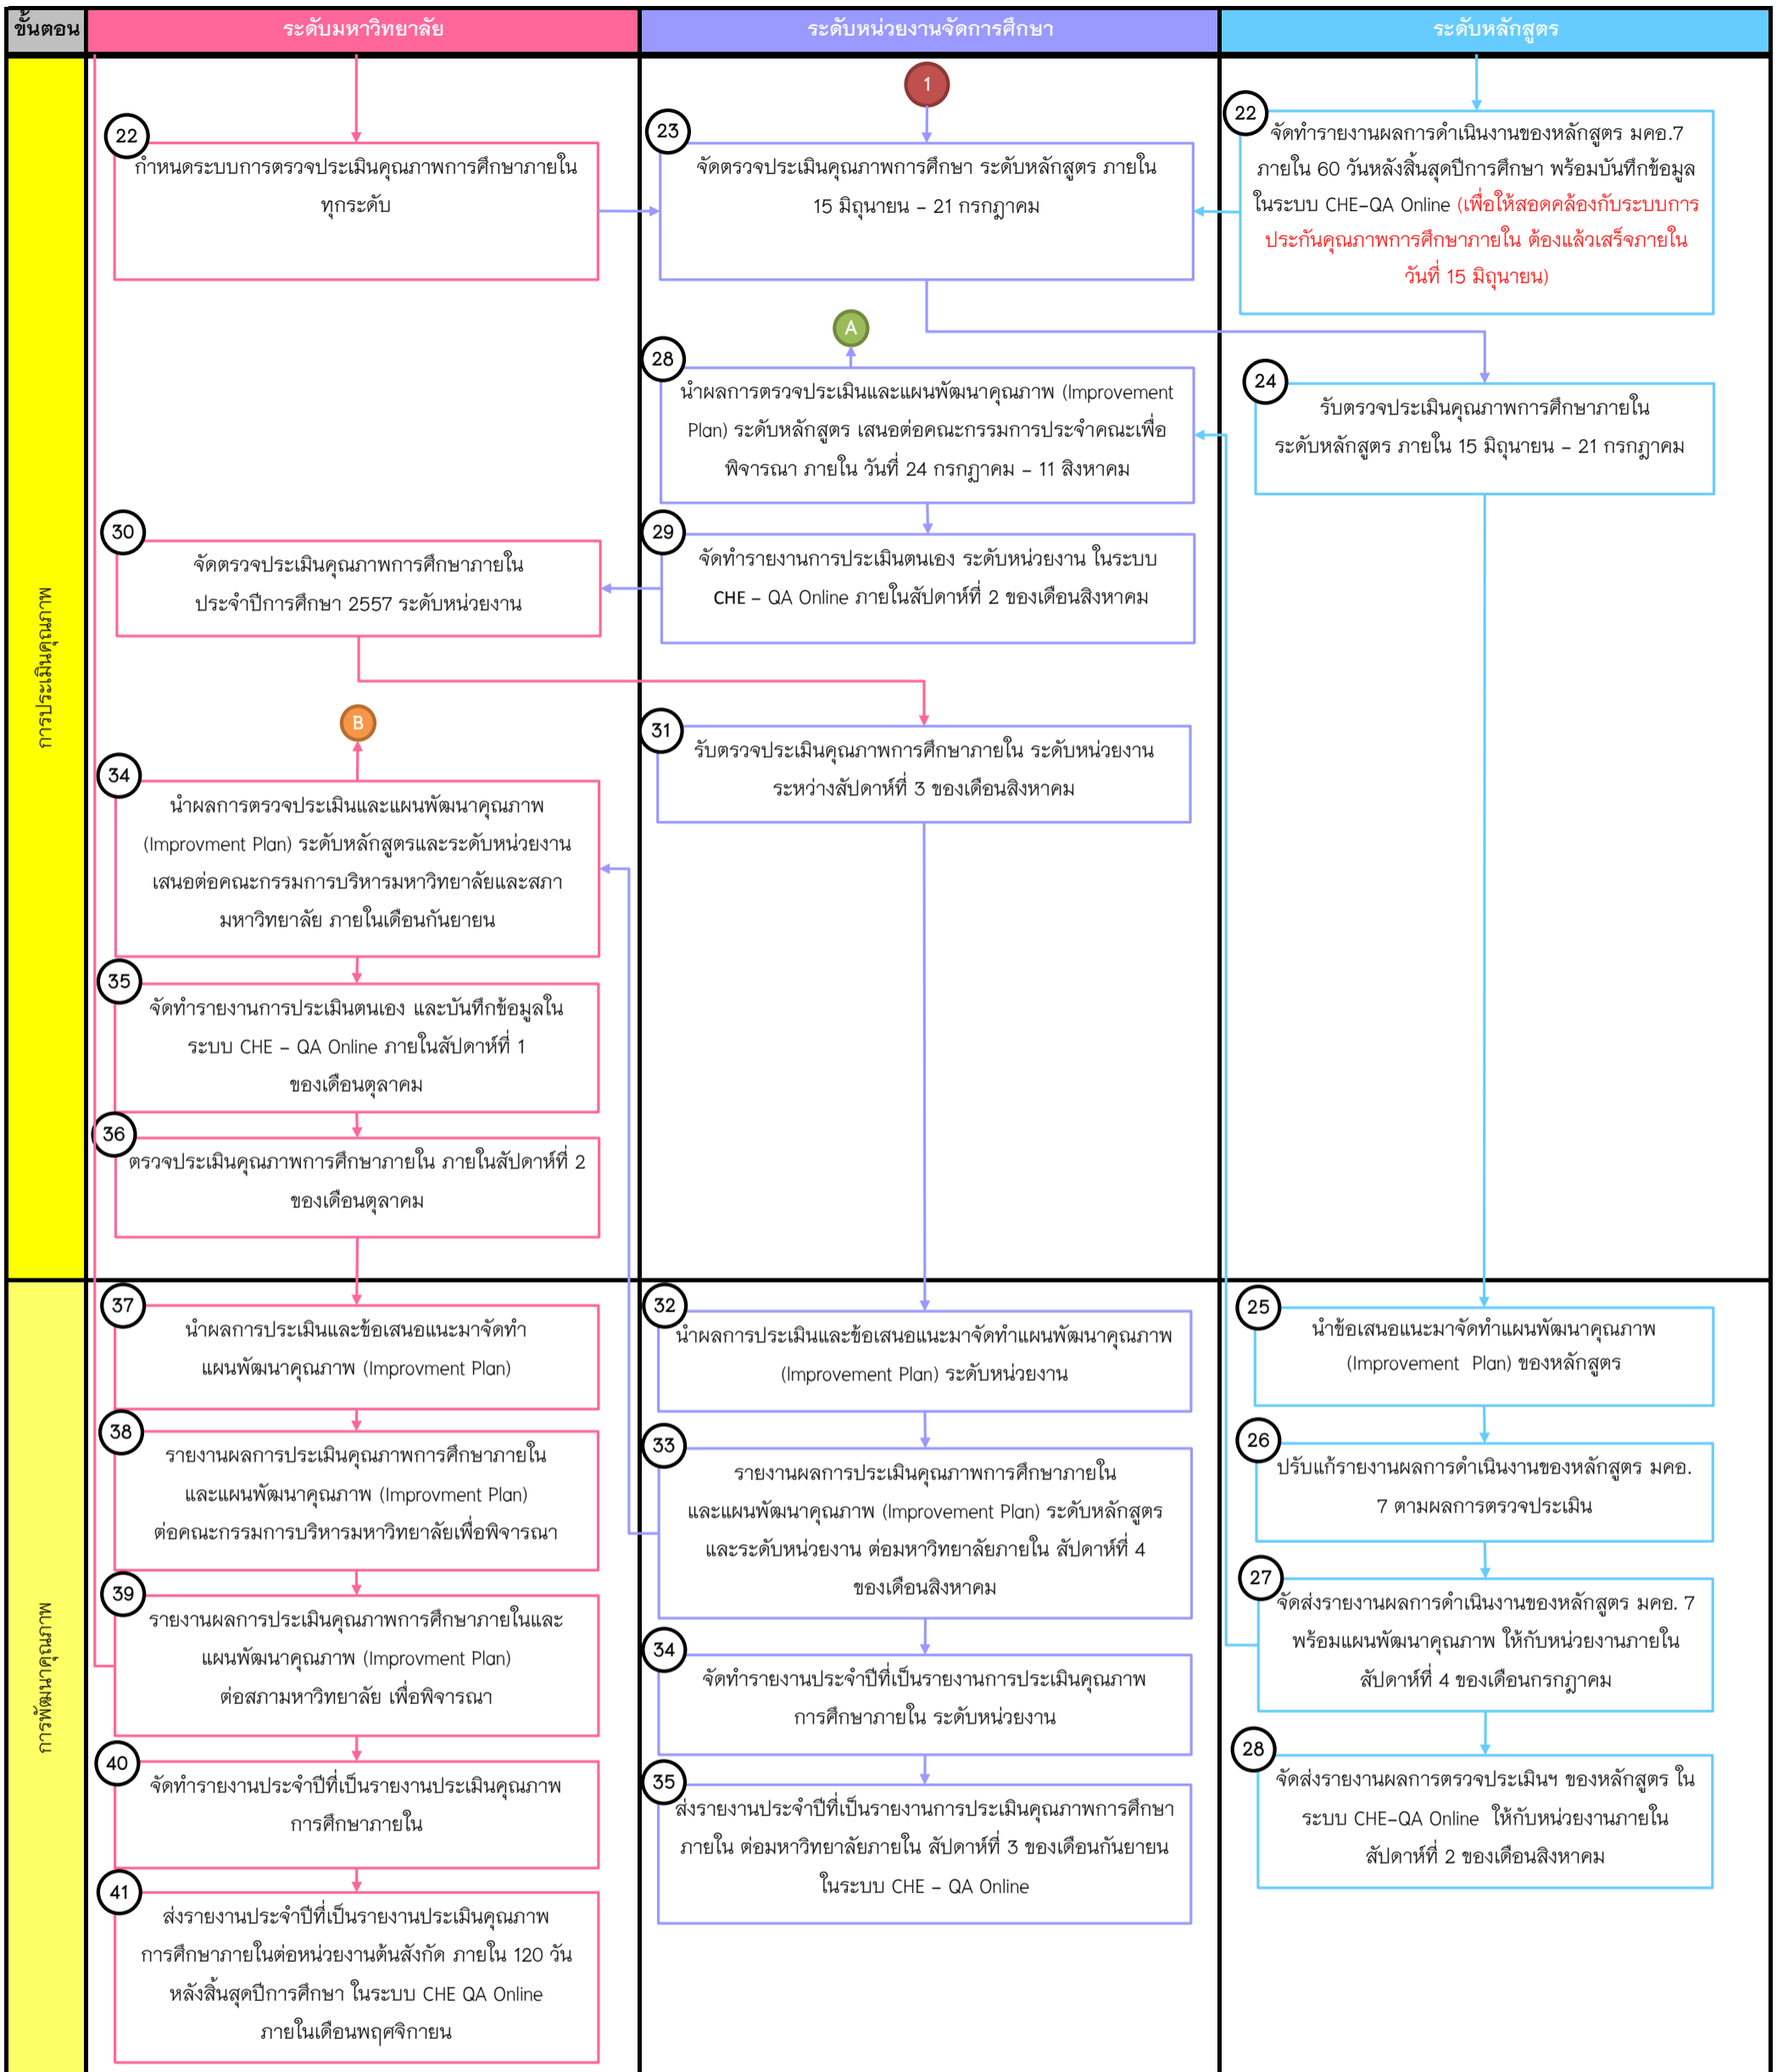 ขั้นตอน
ระดับมหาวิทยาลัย
ระดับหน่วยงานจัดการศึกษา
ระดับหลักสูตร
การประเมินคุณภาพ
1
22
กำหนดระบบการตรวจประเมินคุณภาพการศึกษาภายใน
ทุกระดับ
23
จัดตรวจประเมินคุณภาพการศึกษา ระดับหลักสูตร ภายใน
15 มิถุนายน – 21 กรกฎาคม
22
จัดทำรายงานผลการดำเนินงานของหลักสูตร มคอ.7
ภายใน 60 วันหลังสิ้นสุดปีการศึกษา พร้อมบันทึกข้อมูล
ในระบบ CHE-QA Online (เพื่อให้สอดคล้องกับระบบการ
ประกันคุณภาพการศึกษาภายใน ต้องแล้วเสร็จภายใน
วันที่ 15 มิถุนายน)
A
28
นำผลการตรวจประเมินและแผนพัฒนาคุณภาพ (Improvement
Plan) ระดับหลักสูตร เสนอต่อคณะกรรมการประจำคณะเพื่อ
พิจารณา ภายใน วันที่ 24 กรกฎาคม – 11 สิงหาคม
24
รับตรวจประเมินคุณภาพการศึกษาภายใน
ระดับหลักสูตร ภายใน 15 มิถุนายน – 21 กรกฎาคม
30
จัดตรวจประเมินคุณภาพการศึกษาภายใน
ประจำปีการศึกษา 2557 ระดับหน่วยงาน
29
จัดทำรายงานการประเมินตนเอง ระดับหน่วยงาน ในระบบ
CHE – QA Online ภายในสัปดาห์ที่ 2 ของเดือนสิงหาคม
B
31
รับตรวจประเมินคุณภาพการศึกษาภายใน ระดับหน่วยงาน
ระหว่างสัปดาห์ที่ 3 ของเดือนสิงหาคม
34
นำผลการตรวจประเมินและแผนพัฒนาคุณภาพ
(Improvment Plan) ระดับหลักสูตรและระดับหน่วยงาน
เสนอต่อคณะกรรมการบริหารมหาวิทยาลัยและสภา
มหาวิทยาลัย ภายในเดือนกันยายน
35
จัดทำรายงานการประเมินตนเอง และบันทึกข้อมูลใน
ระบบ CHE – QA Online ภายในสัปดาห์ที่ 1
ของเดือนตุลาคม
36
ตรวจประเมินคุณภาพการศึกษาภายใน ภายในสัปดาห์ที่ 2
ของเดือนตุลาคม
การพัฒนาคุณภาพ
37
นำผลการประเมินและข้อเสนอแนะมาจัดทำ
แผนพัฒนาคุณภาพ (Improvment Plan)
38
รายงานผลการประเมินคุณภาพการศึกษาภายใน
และแผนพัฒนาคุณภาพ (Improvment Plan)
ต่อคณะกรรมการบริหารมหาวิทยาลัยเพื่อพิจารณา
39
รายงานผลการประเมินคุณภาพการศึกษาภายในและ
แผนพัฒนาคุณภาพ (Improvment Plan)
ต่อสภามหาวิทยาลัย เพื่อพิจารณา
40
จัดทำรายงานประจำปีที่เป็นรายงานประเมินคุณภาพ
การศึกษาภายใน
41
ส่งรายงานประจำปีที่เป็นรายงานประเมินคุณภาพ
การศึกษาภายในต่อหน่วยงานต้นสังกัด ภายใน 120 วัน
หลังสิ้นสุดปีการศึกษา ในระบบ CHE QA Online
ภายในเดือนพฤศจิกายน
32
นำผลการประเมินและข้อเสนอแนะมาจัดทำแผนพัฒนาคุณภาพ
(Improvement Plan) ระดับหน่วยงาน
33
รายงานผลการประเมินคุณภาพการศึกษาภายใน
และแผนพัฒนาคุณภาพ (Improvement Plan) ระดับหลักสูตร
และระดับหน่วยงาน ต่อมหาวิทยาลัยภายใน สัปดาห์ที่ 4
ของเดือนสิงหาคม
34
จัดทำรายงานประจำปีที่เป็นรายงานการประเมินคุณภาพ
การศึกษาภายใน ระดับหน่วยงาน
35
ส่งรายงานประจำปีที่เป็นรายงานการประเมินคุณภาพการศึกษา
ภายใน ต่อมหาวิทยาลัยภายใน สัปดาห์ที่ 3 ของเดือนกันยายน
ในระบบ CHE – QA Online
25
นำข้อเสนอแนะมาจัดทำแผนพัฒนาคุณภาพ
(Improvement Plan) ของหลักสูตร
26
ปรับแก้รายงานผลการดำเนินงานของหลักสูตร มคอ.
7 ตามผลการตรวจประเมิน
27
จัดส่งรายงานผลการดำเนินงานของหลักสูตร มคอ. 7
พร้อมแผนพัฒนาคุณภาพ ให้กับหน่วยงานภายใน
สัปดาห์ที่ 4 ของเดือนกรกฎาคม
28
จัดส่งรายงานผลการตรวจประเมินฯ ของหลักสูตร ใน
ระบบ CHE-QA Online ให้กับหน่วยงานภายใน
สัปดาห์ที่ 2 ของเดือนสิงหาคม